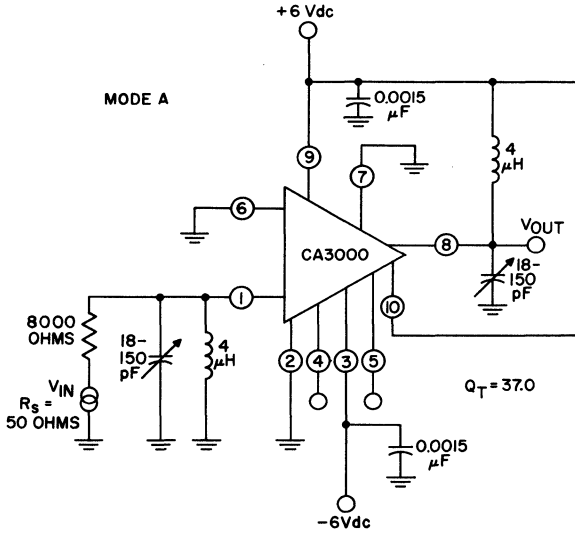 +6 Vdc
MODE A
0.0015
μF
9
7
4
μH
6
8
VOUT
CA3000
18-
150
pF
1
10
8000
OHMS
18-
150
pF
4
μH
2
4
3
5
VIN
RS =
50 OHMS
QT = 37.0
0.0015
μF
-6Vdc